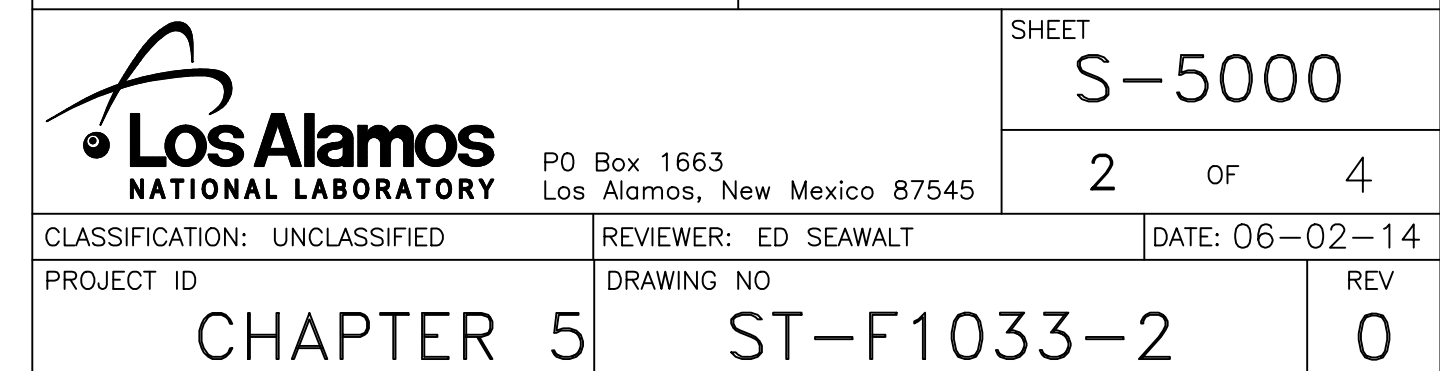 SHEET
S-5000
Los Alamos
NATIONAL LABORATORY
PO Box 1663
Los Alamos, New Mexico 87545
2 OF 4
CLASSIFICATION: UNCLASSIFIED
REVIEWER: ED SEAWALT
DATE: 06-02-14
PROJECT ID
CHAPTER 5
DRAWING NO
ST-F1033-2
REV
0